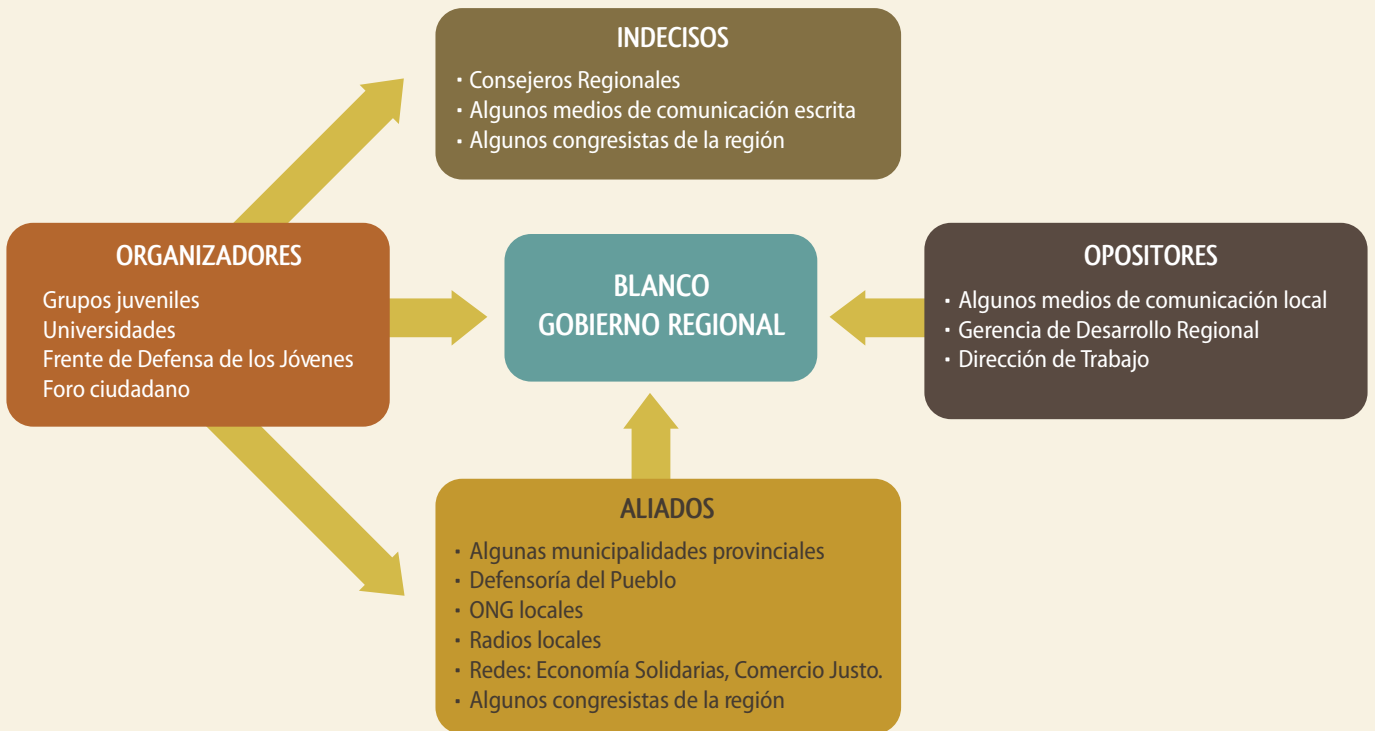 INDECISOS
· Consejeros Regionales
· Algunos medios de comunicación escrita
· Algunos congresistas de la región
ORGANIZADORES
Grupos juveniles
Universidades
Frente de Defensa de los Jóvenes
Foro ciudadano
BLANCO
GOBIERNO REGIONAL
OPOSITORES
· Algunos medios de comunicación local
· Gerencia de Desarrollo Regional
· Dirección de Trabajo
ALIADOS
· Algunas municipalidades provinciales
· Defensoría del Pueblo
· ONG locales
· Radios locales
· Redes: Economía Solidarias, Comercio Justo.
· Algunos congresistas de la región